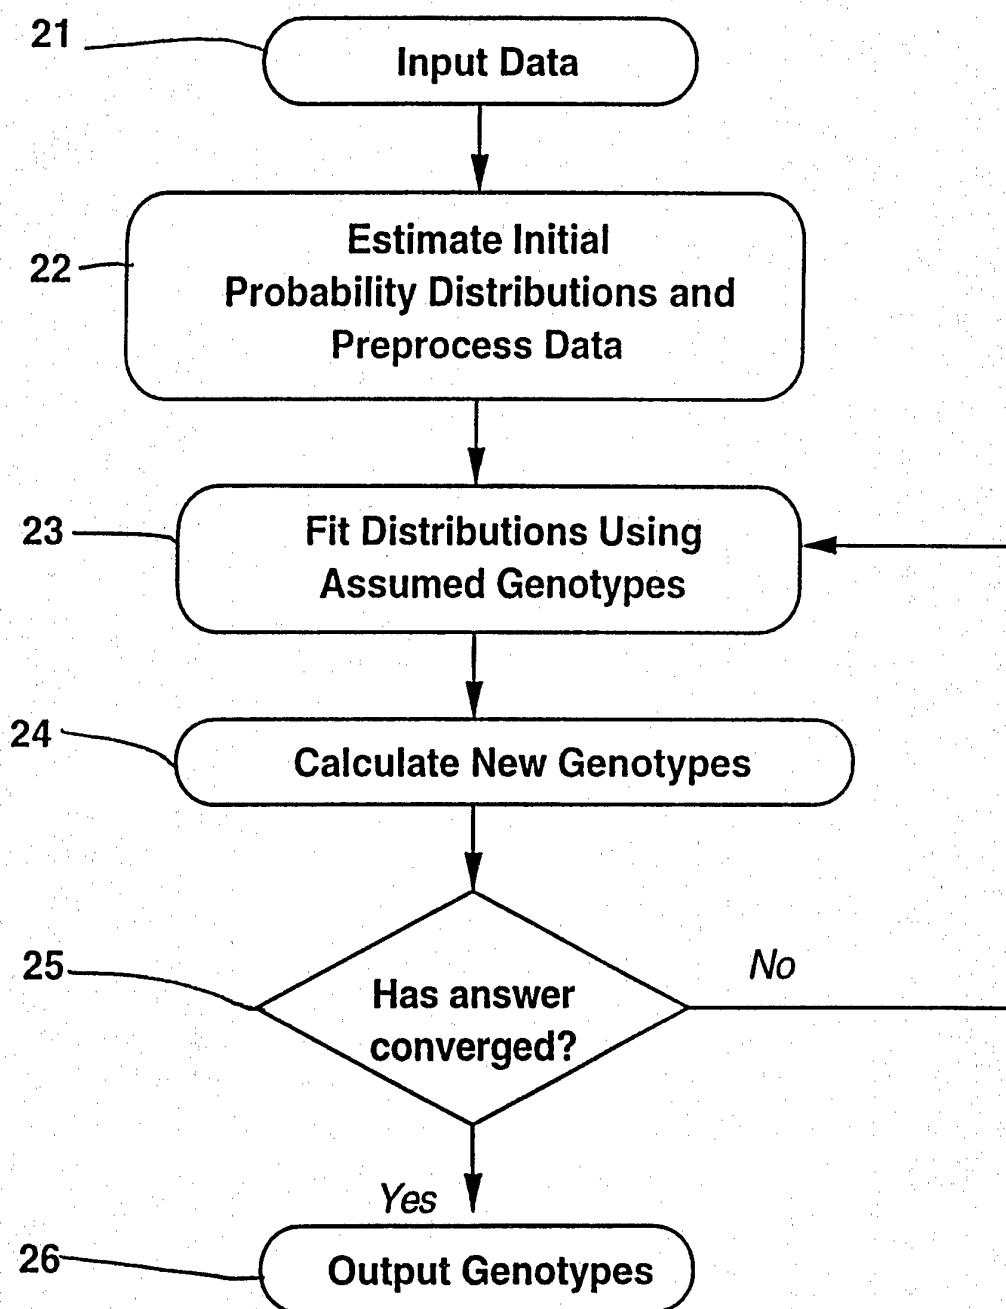 21
Input Data
22
Estimate Initial
Probability Distributions and
Preprocess Data
23
Fit Distributions Using
Assumed Genotypes
24
Calculate New Genotypes
25
Has answer
converged?
No
Yes
26
Output Genotypes